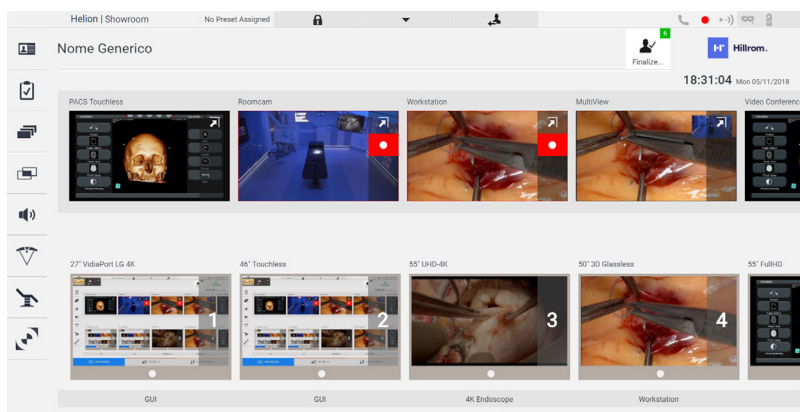 Helion | Showroom
No Preset Assigned
Nome Generico
6
Finalize...
H-r
Hillrom.
18:31:04 Mon 05/11/2018
PACS Touchless
Roomcam
Workstation
MultiView
Video Conferenc
27" VidiaPort LG 4K
46" Touchless
55" UHD-4K
50" 3D Glassless
55" FullHD
1
2
3
4
GUI
GUI
4K Endoscope
Workstation